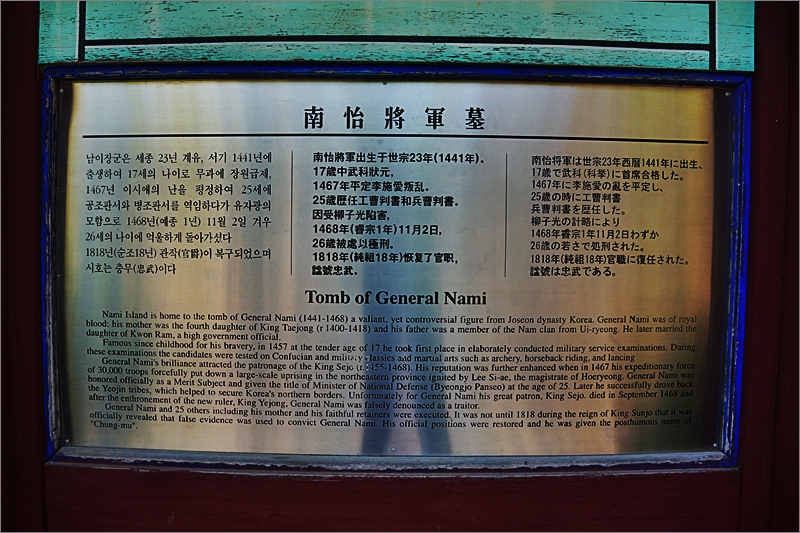 南怡將軍墓
남이장군은 세종 23년 계유, 서기 1441년에
출생하여 17세의 나이로 무과에 장원급제,
1467년 이시애의 난을 평정하여 25세에
공조판서와 병조판서를 역임하다가 유자광의
모함으로 1468년(예종 1년) 11월 2일 겨우
26세의 나이에 억울하게 돌아가셨다
1818년(순조18년) 관작(官爵)이 복구되었으며
시호는 충무(忠武)이다
南怡將軍出生于世宗23年(1441年).
17歲中武科狀元,
1467年平定李施愛叛乱.
25歲歷任工曹判書和兵曹判書.
因受柳子光陷害,
1468年(睿宗1年)11月2日,
26歲被處以極刑.
1818年(純祖18年)恢复了官职,
諡號忠武.
南怡将軍は世宗23年西暦1441年に出生、
17歲で武科(科挙)に首席合格した。
1467年に李施愛の亂を平定し、
25歲の時に工曹判書
兵曹判書を歷任した。
柳子光の計略により
1468年睿宗1年11月2日わずか
26歲の若さで処刑された。
1818年(純祖18年)官職に復任された。
諡號は忠武である。
Tomb of General Nami
Nami Island is home to the tomb of General Nami (1441-1468) a valiant, yet controversial figure from Joseon dynasty Korea. General Nami was of royal
blood: his mother was the fourth daughter of King Taejong (r 1400-1418) and his father was a member of the Nam clan from Ui-ryeong. He later married the
daughter of Kwon Ram, a high government official.
Famous since childhood for his bravery, in 1457 at the tender age of 17 he took first place in elaborately conducted military service examinations. During
these examinations the candidates were tested on Confucian and military classics and martial arts such as archery, horseback riding, and lancing
General Nami's brilliance attracted the patronage of the King Sejo (r.1455-1468). His reputation was further enhanced when in 1467 his expeditionary force
of 30,000 troops forcefully put down a large-scale uprising in the northeastern province ignited by Lee Si-ae, the magistrate of Hoeryeong. General Nami was
honored officially as a Merit Subject and given the title of Minister of National Defense (Byeongjo Panseo) at the age of 25. Later he successfully drove back
the Yeojin tribes, which helped to secure Korea's northern borders. Unfortunately for General Nami his great patron, King Sejo. died in September 1468 and
after the enthronement of the new ruler, King Yejong, General Nami was falsely denounced as a traitor.
General Nami and 25 others including his mother and his faithful retainers were executed. It was not until 1818 during the reign of King Sunjo that it was
officially revealed that false evidence was used to convict General Nami. His official positions were restored and he was given the posthumous name of
"Chung-mu".